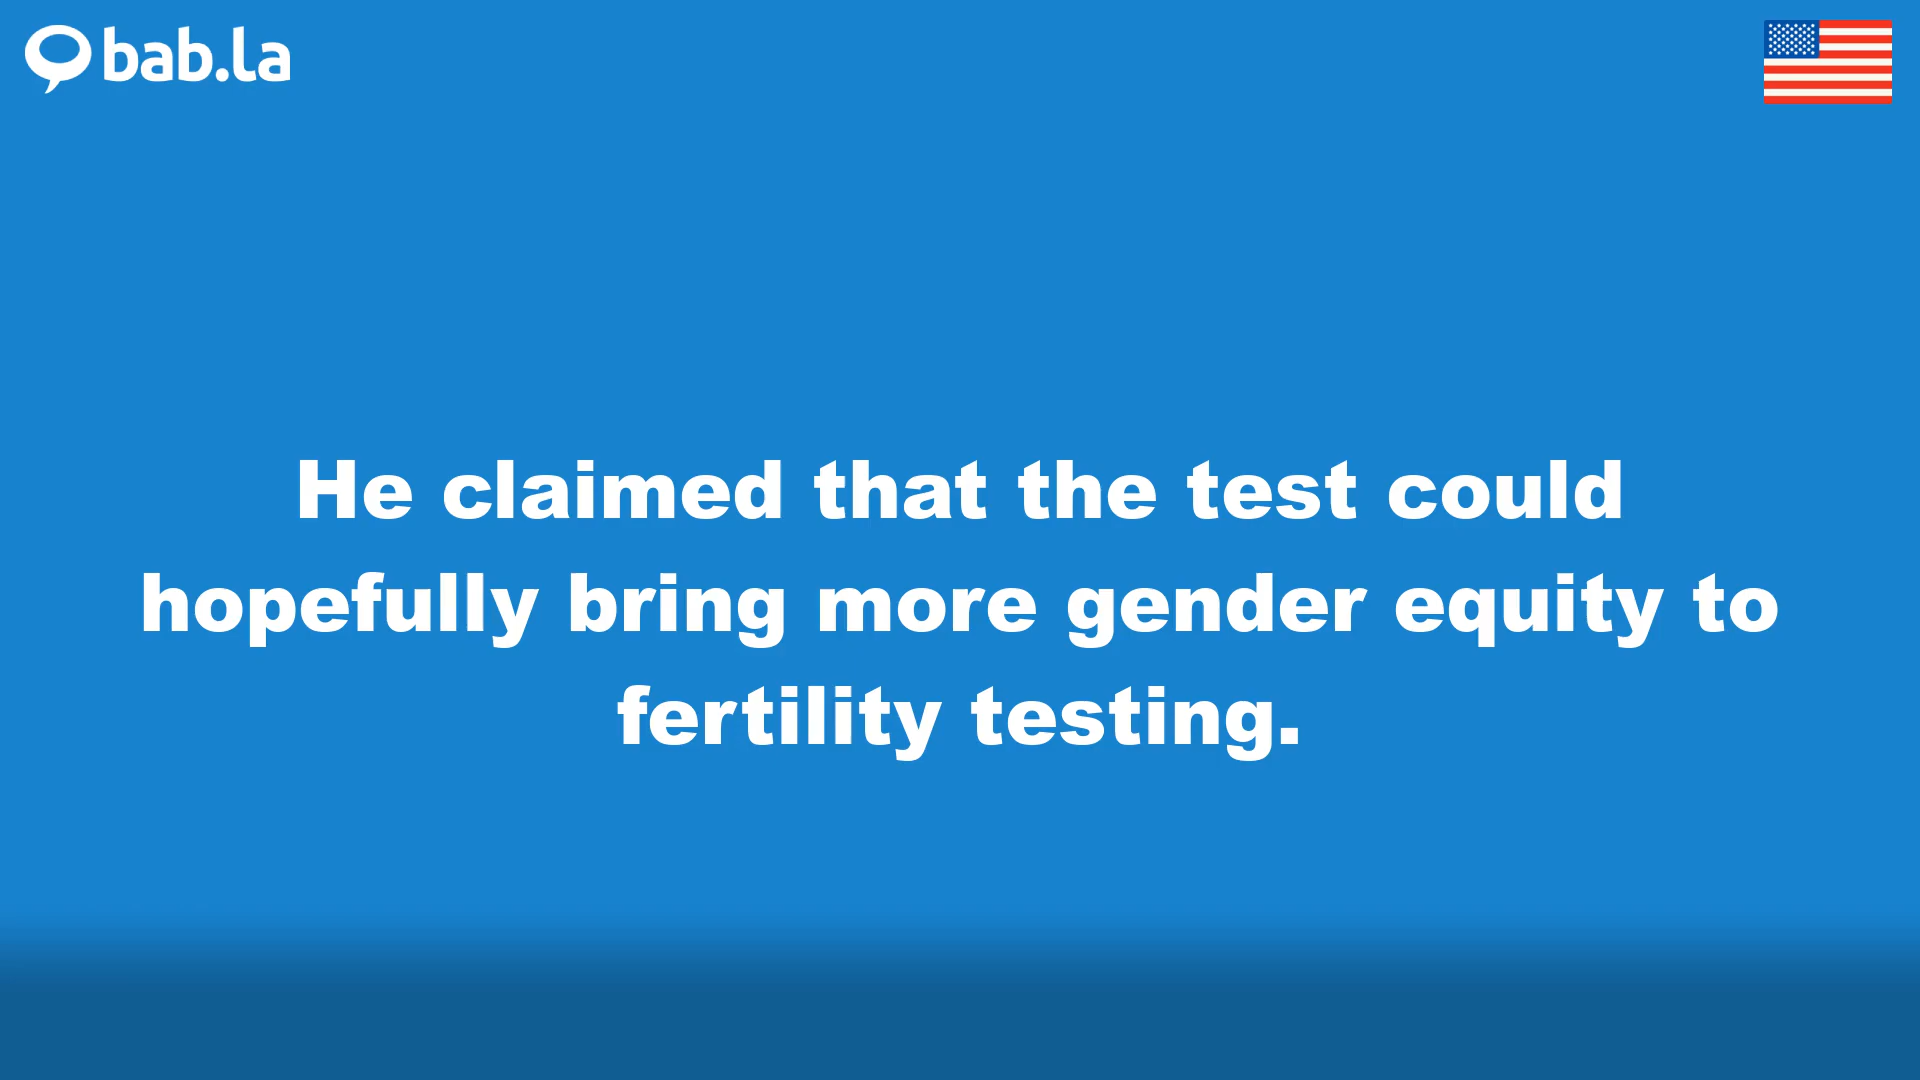 bab.la
He claimed that the test could
hopefully bring more gender equity to
fertility testing.